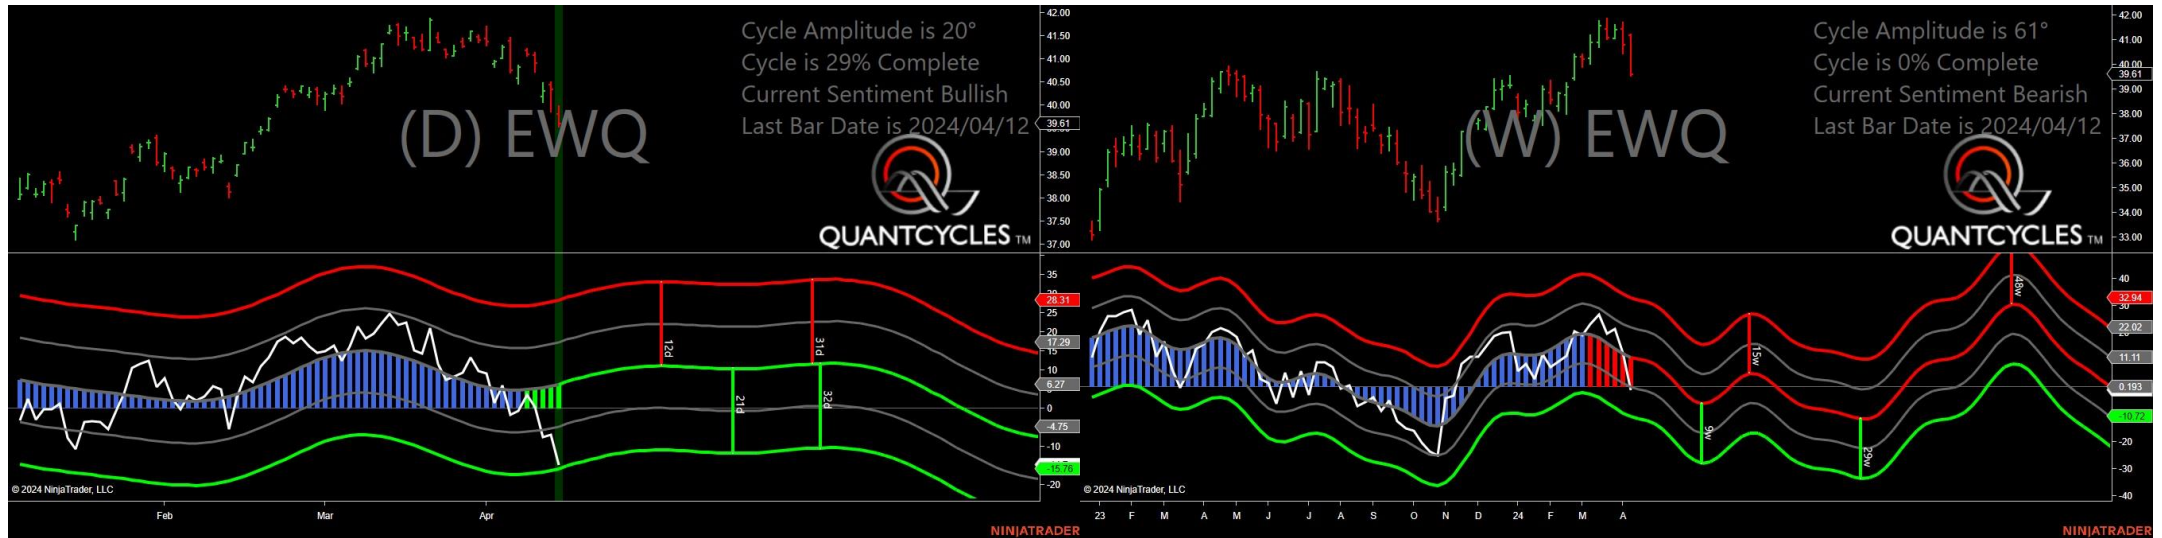 Cycle Amplitude is 20°
Cycle is 29% Complete
Current Sentiment Bullish
Last Bar Date is 2024/04/12
(D) EWQ
QUANTCYCLES TM
42.00
41.50
41.00
40.50
40.00
39.61
39.00
38.50
38.00
37.50
37.00
35
28.31
25
20
17.29
15
10
6.27
0
-4.75
-10
-15.76
-20
12d
21d
31d
32d
© 2024 NinjaTrader, LLC
Feb
Mar
Apr
NINJATRADER
Cycle Amplitude is 61°
Cycle is 0% Complete
Current Sentiment Bearish
Last Bar Date is 2024/04/12
(W) EWQ
QUANTCYCLES TM
42.00
41.00
40.00
39.61
39.00
38.00
37.00
36.00
35.00
34.00
33.00
40
32.94
22.02
11.11
0.193
-10.72
-20
-30
-40
9w
15w
29w
48w
© 2024 NinjaTrader, LLC
23 F M A M J J A S O N D 24 F M A
NINJATRADER